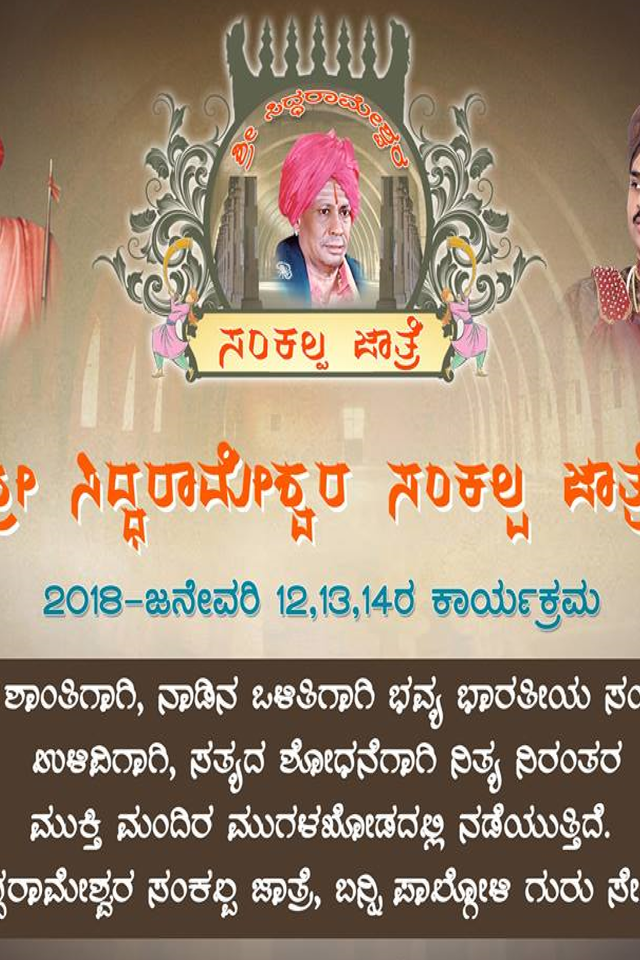 ಶ್ರೀ ಸಿದ್ಧರಾಮೇಶ್ವರ
ಸಂಕಲ್ಪ ಜಾತ್ರೆ
ಸಿದ್ಧರಾಮೇಶ್ವರ ಸಂಕಲ್ಪ
2018-ಜನೇವರಿ 12,13,14ರ ಕಾರ್ಯಕ್ರಮ
ಶಾಂತಿಗಾಗಿ, ನಾಡಿನ ಒಳಿತಿಗಾಗಿ ಭವ್ಯ ಭಾರತೀಯ
ಉಳಿವಿಗಾಗಿ, ಸತ್ಯದ ಶೋಧನೆಗಾಗಿ ನಿತ್ಯ ನಿರಂತರ
ಮುಕ್ತಿ ಮಂದಿರ ಮುಗಳಖೋಡದಲ್ಲಿ ನಡೆಯುತ್ತಿದೆ.
ಸಂಕಲ್ಪ ಜಾತ್ರೆ, ಬನ್ನಿ ಪಾಲ್ಗೊಳಿ ಗುರು